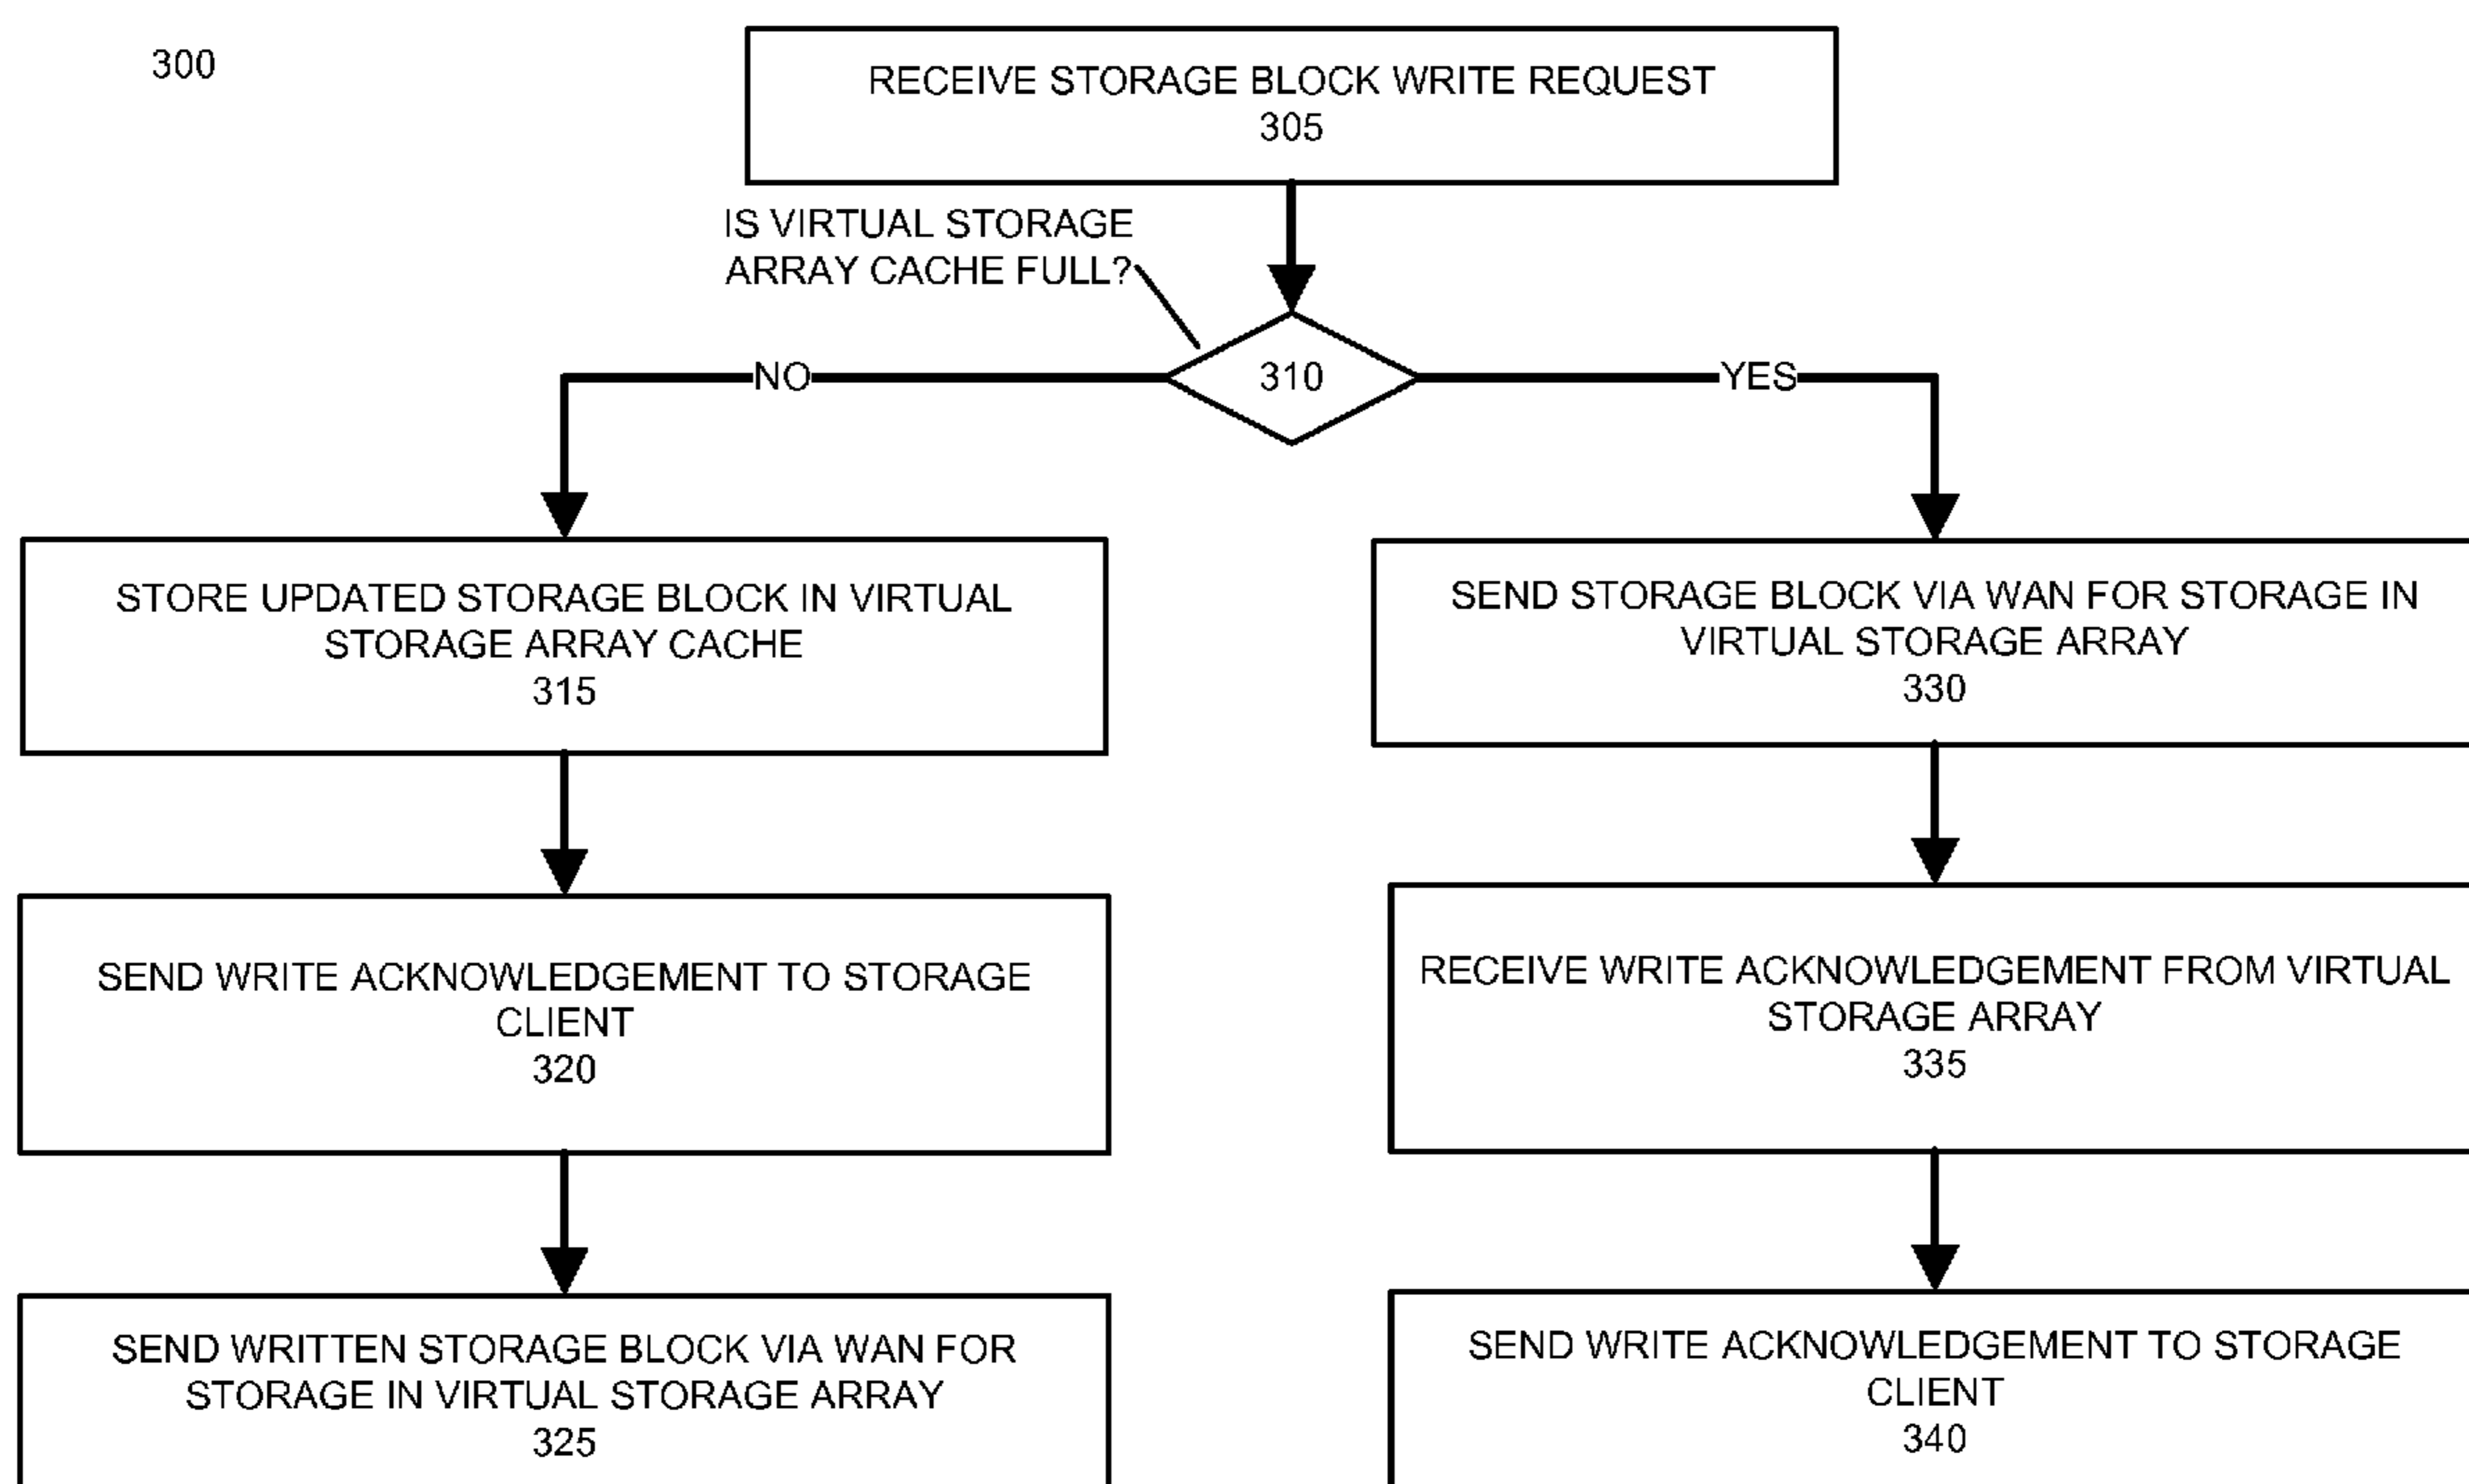 300
RECEIVE STORAGE BLOCK WRITE REQUEST
305
IS VIRTUAL STORAGE
ARRAY CACHE FULL?
NO
310
YES
STORE UPDATED STORAGE BLOCK IN VIRTUAL
STORAGE ARRAY CACHE
315
SEND STORAGE BLOCK VIA WAN FOR STORAGE IN
VIRTUAL STORAGE ARRAY
330
SEND WRITE ACKNOWLEDGEMENT TO STORAGE
CLIENT
320
RECEIVE WRITE ACKNOWLEDGEMENT FROM VIRTUAL
STORAGE ARRAY
335
SEND WRITTEN STORAGE BLOCK VIA WAN FOR
STORAGE IN VIRTUAL STORAGE ARRAY
325
SEND WRITE ACKNOWLEDGEMENT TO STORAGE
CLIENT
340